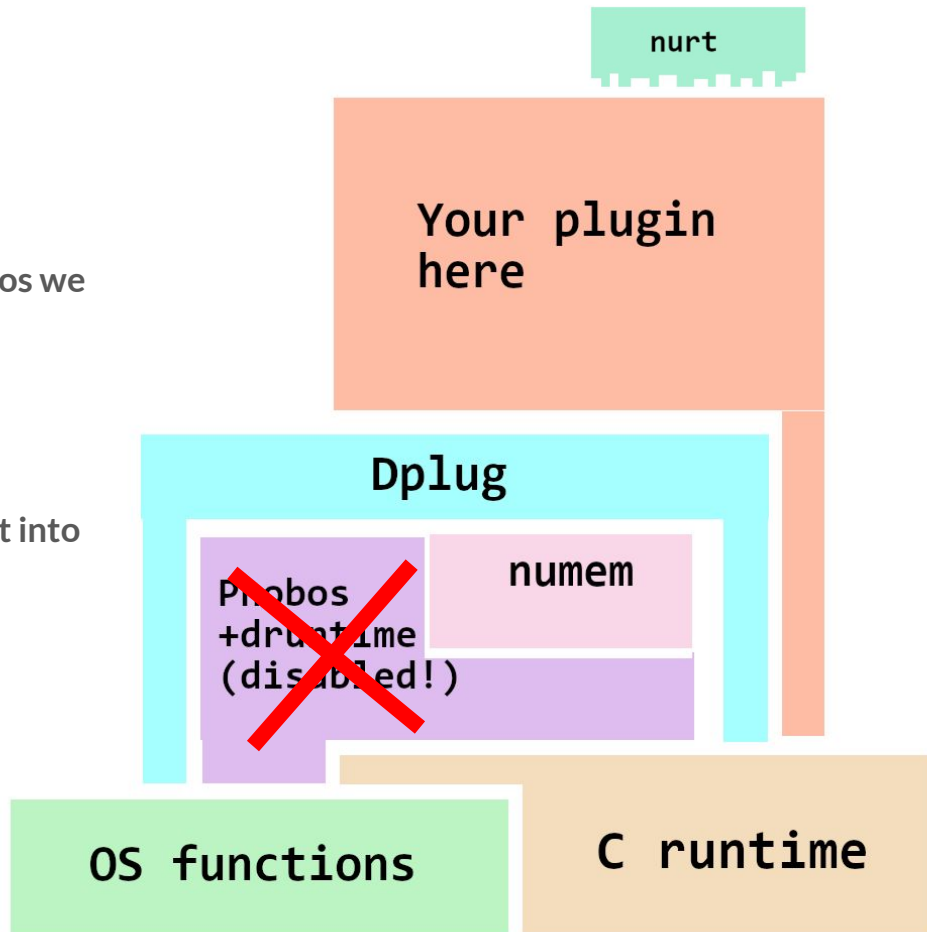 nurt
Your plugin
here
os we
Dplug
t into
numem
Phobos
+druntime
(disabled!)
OS functions
C runtime